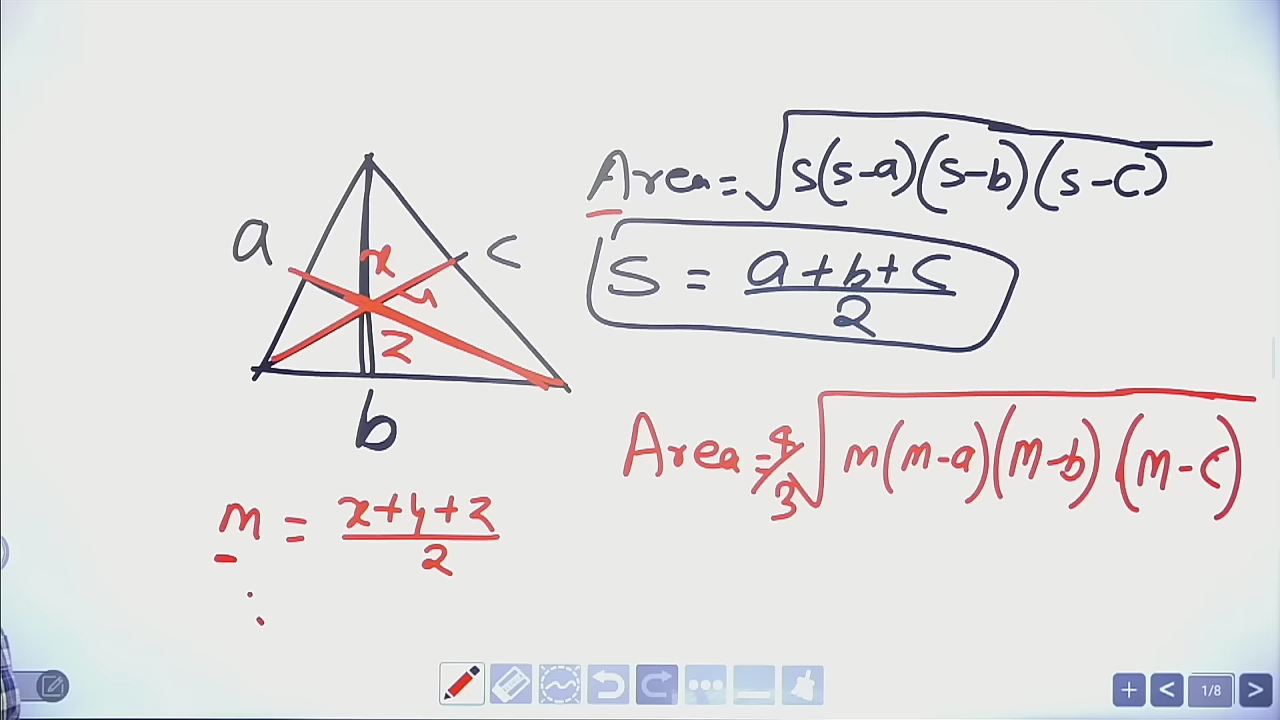 Area = √s(s-a)(s-b)(s-c)
a
x
c
y
S = a+b+c/2
z
b
Area = 4/3 √m(m-a)(m-b)(m-c)
m = x+y+z/2
1/8